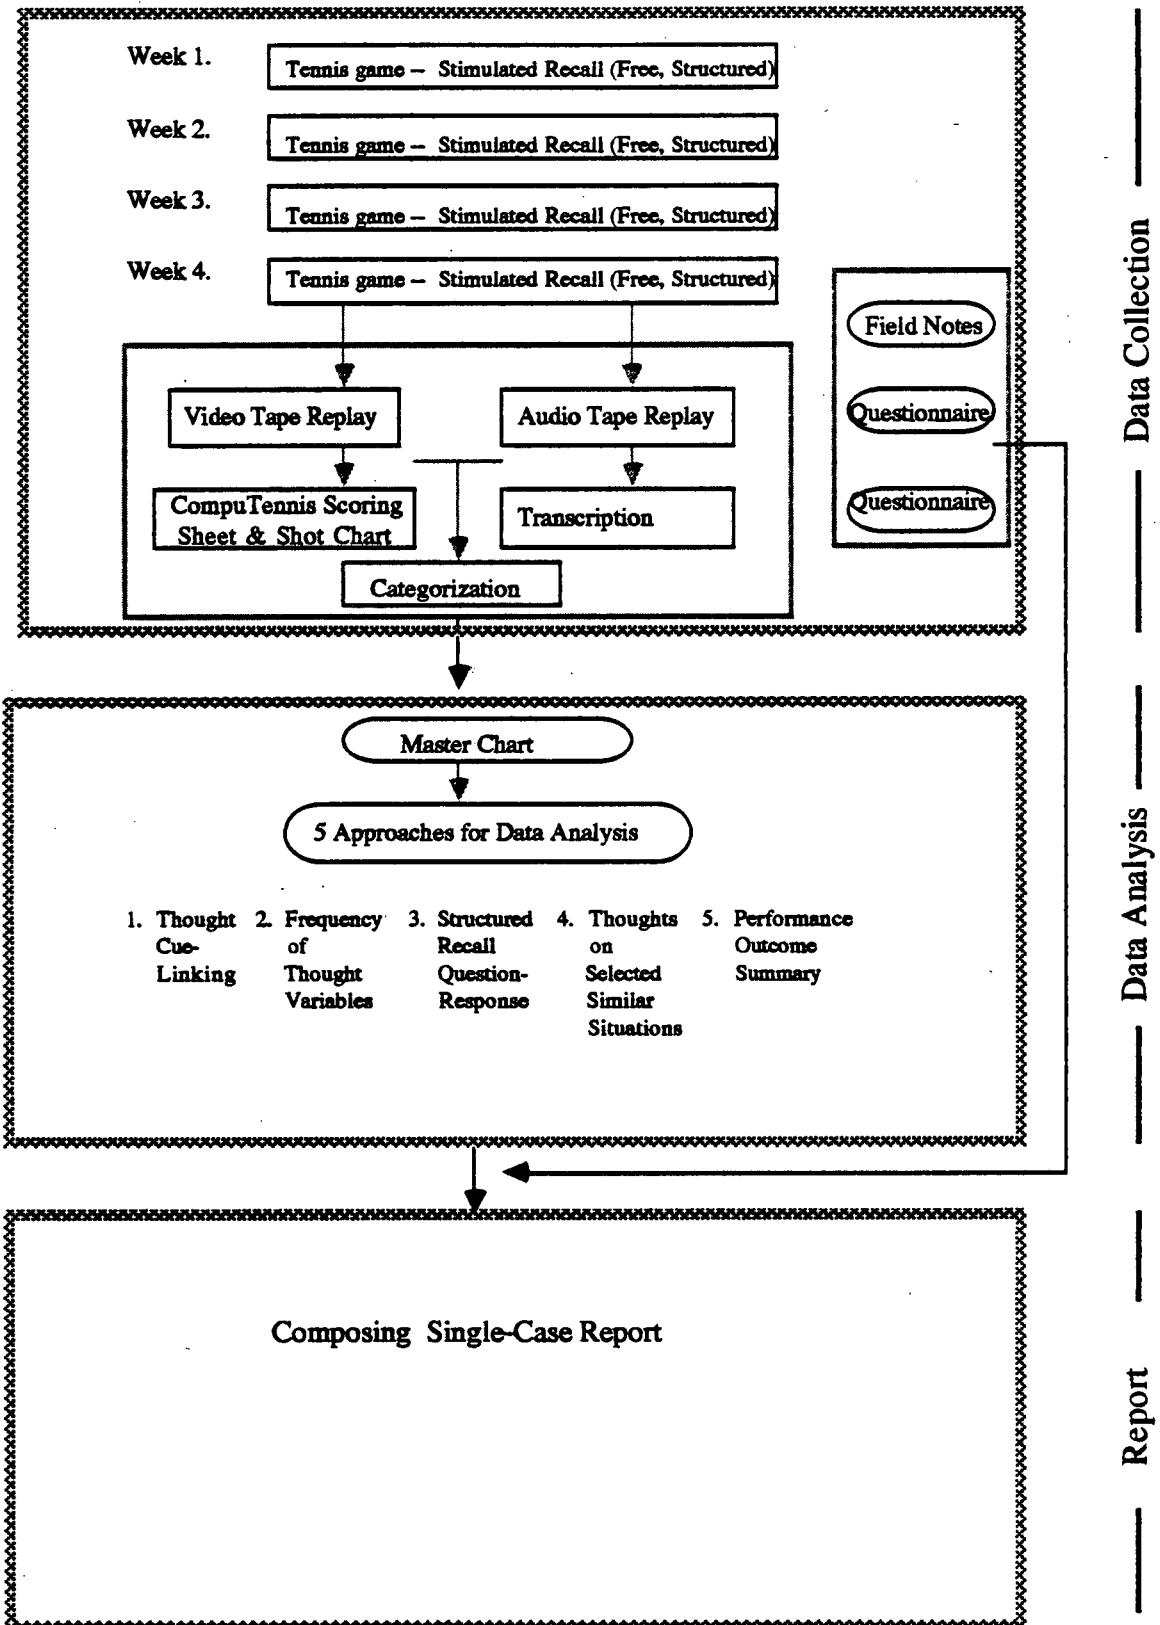 Week 1.
Tennis game – Stimulated Recall (Free, Structured)
Week 2.
Tennis game – Stimulated Recall (Free, Structured)
Week 3.
Tennis game – Stimulated Recall (Free, Structured)
Week 4.
Tennis game – Stimulated Recall (Free, Structured)
Field Notes
Questionnaire
Questionnaire
Video Tape Replay
Audio Tape Replay
CompuTennis Scoring
Sheet & Shot Chart
Transcription
Categorization
Data Collection
Master Chart
5 Approaches for Data Analysis
1. Thought
Cue-
Linking
2. Frequency
of
Thought
Variables
3. Structured
Recall
Question-
Response
4. Thoughts
on
Selected
Similar
Situations
5. Performance
Outcome
Summary
Data Analysis
Composing Single-Case Report
Report